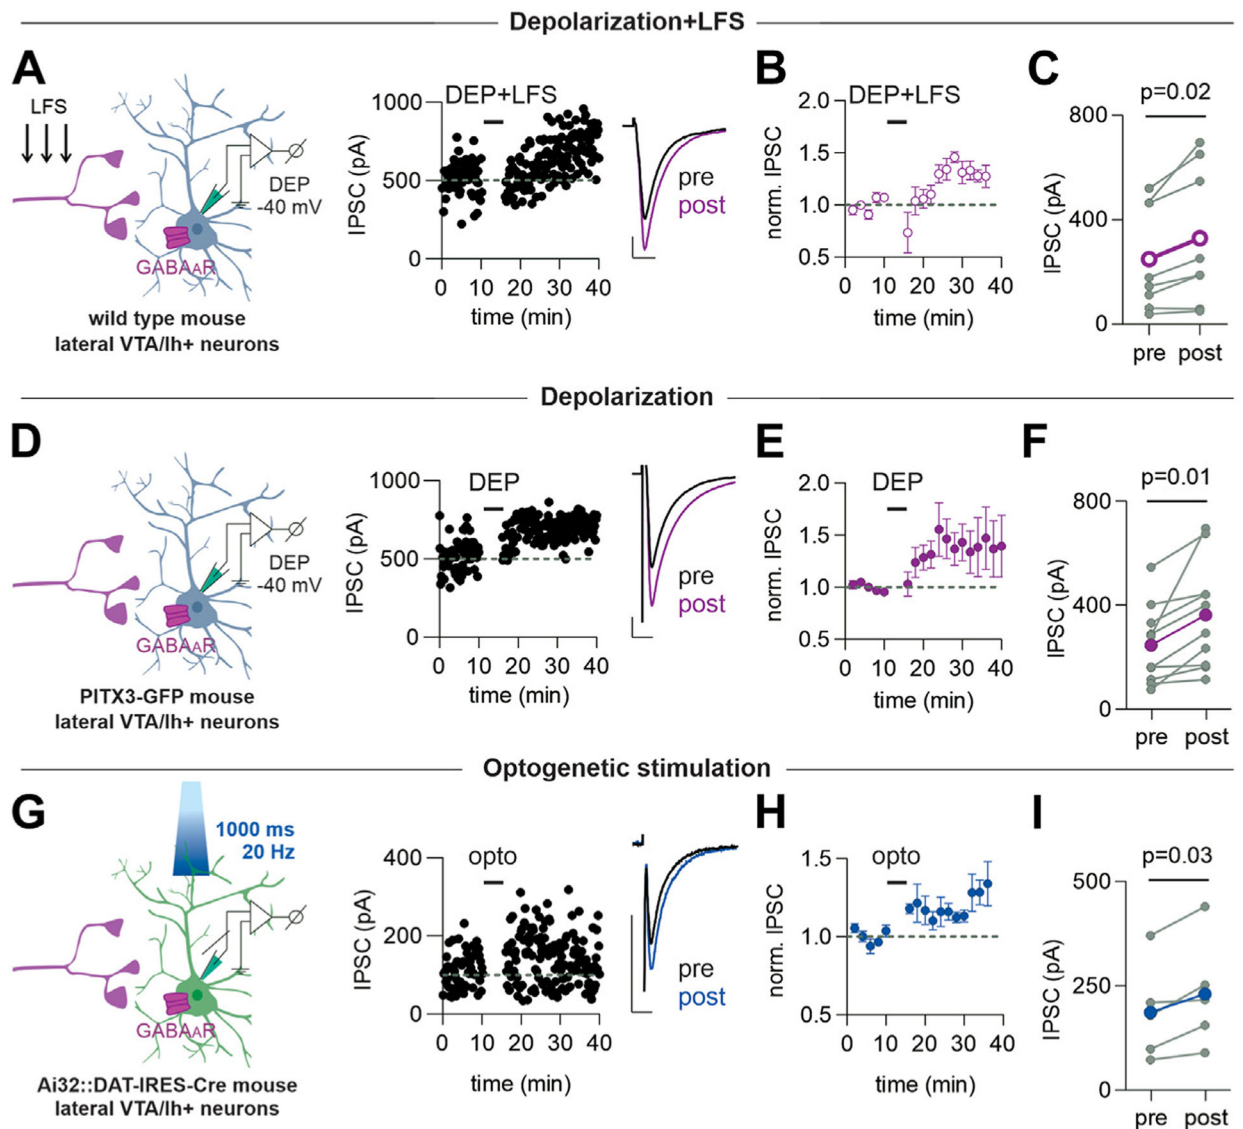 Depolarization+LFS
A
LFS
DEP
-40 mV
GABAAR
wild type mouse
lateral VTA/Ih+ neurons
DEP+LFS
IPSC (pA)
1000
500
0
0 10 20 30 40
time (min)
pre
post
B
DEP+LFS
norm. IPSC
2.0
1.5
1.0
0.5
0 10 20 30 40
time (min)
C
p=0.02
IPSC (pA)
800
400
0
pre post
Depolarization
D
DEP
-40 mV
GABAAR
PITX3-GFP mouse
lateral VTA/Ih+ neurons
DEP
IPSC (pA)
1000
500
0
0 10 20 30 40
time (min)
pre
post
E
DEP
norm. IPSC
2.0
1.5
1.0
0.5
0 10 20 30 40
time (min)
F
p=0.01
IPSC (pA)
800
400
0
pre post
Optogenetic stimulation
G
1000 ms
20 Hz
GABAAR
Ai32::DAT-IRES-Cre mouse
lateral VTA/Ih+ neurons
opto
IPSC (pA)
400
200
0
0 10 20 30 40
time (min)
pre
post
H
opto
norm. IPSC
1.5
1.0
0.5
0 10 20 30 40
time (min)
I
p=0.03
IPSC (pA)
500
250
0
pre post